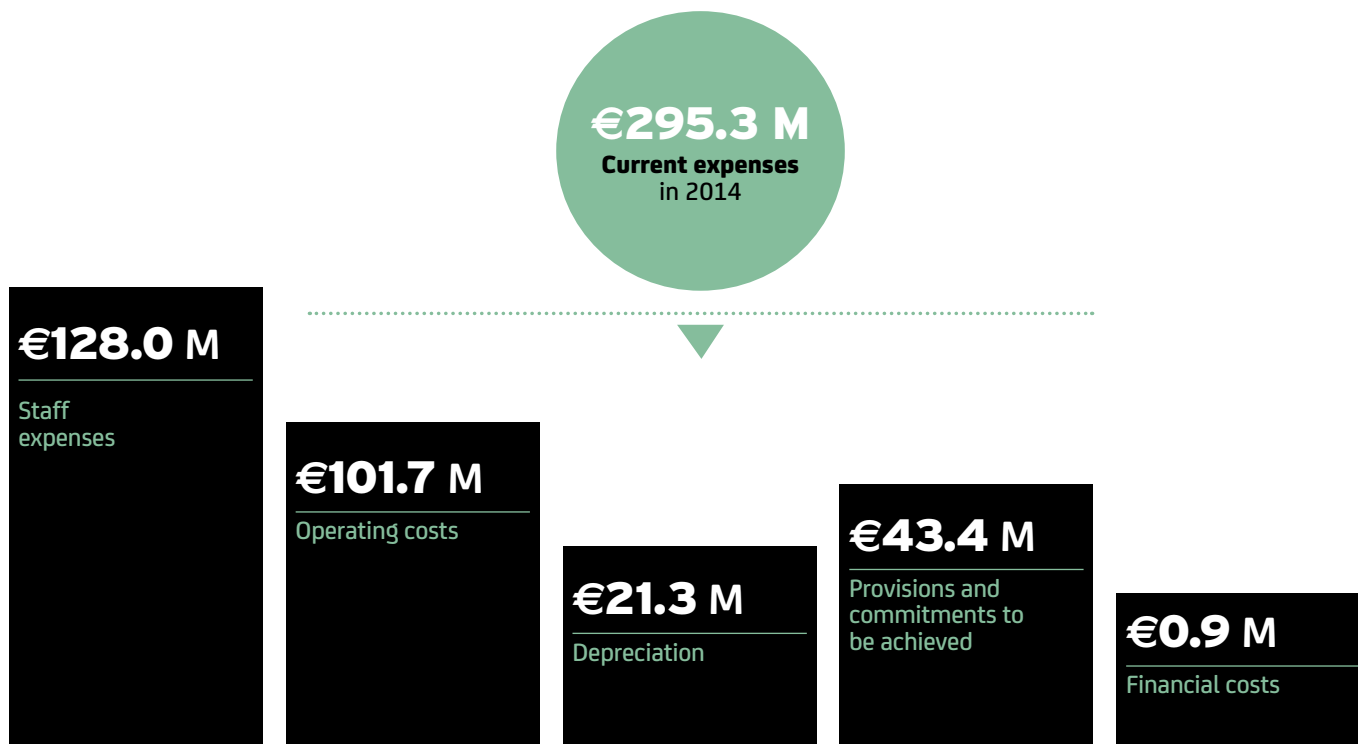 €295.3 M
Current expenses
in 2014
€128.0 M
Staff
expenses
€101.7 M
Operating costs
€21.3 M
Depreciation
€43.4 M
Provisions and
commitments to
be achieved
€0.9 M
Financial costs